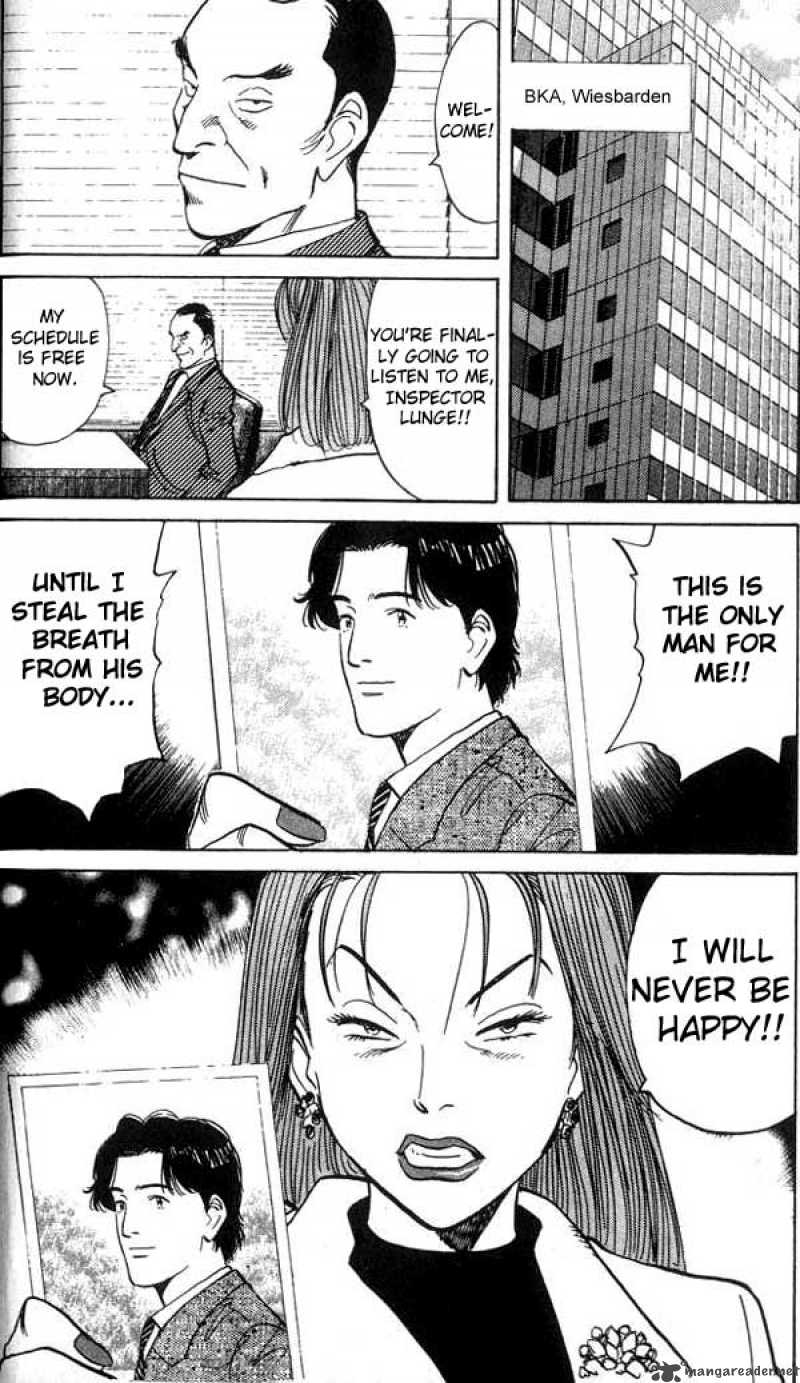 BKA, Wiesbarden
WEL-
COME!
YOU'RE FINAL-
LY GOING TO
LISTEN TO ME,
INSPECTOR
LUNGE!!
MY
SCHEDULE
IS FREE
NOW.
THIS IS
THE ONLY
MAN FOR
ME!!
UNTIL I
STEAL THE
BREATH
FROM HIS
BODY...
I WILL
NEVER BE
HAPPY!!
mangareader.net